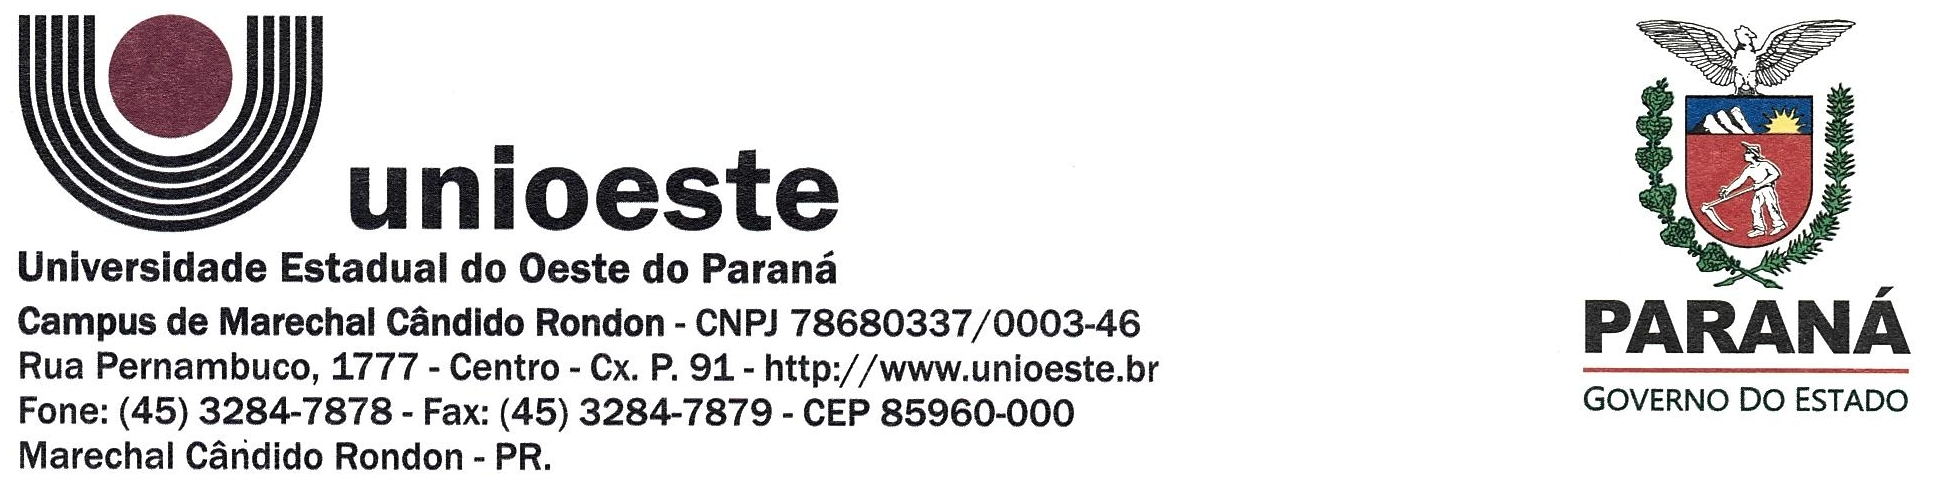 unioeste
Universidade Estadual do Oeste do Paraná
Campus de Marechal Cândido Rondon - CNPJ 78680337/0003-46
Rua Pernambuco, 1777 - Centro - Cx. P. 91 - http://www.unioeste.br
Fone: (45) 3284-7878 - Fax: (45) 3284-7879 - CEP 85960-000
Marechal Cândido Rondon - PR.
PARANÁ
GOVERNO DO ESTADO